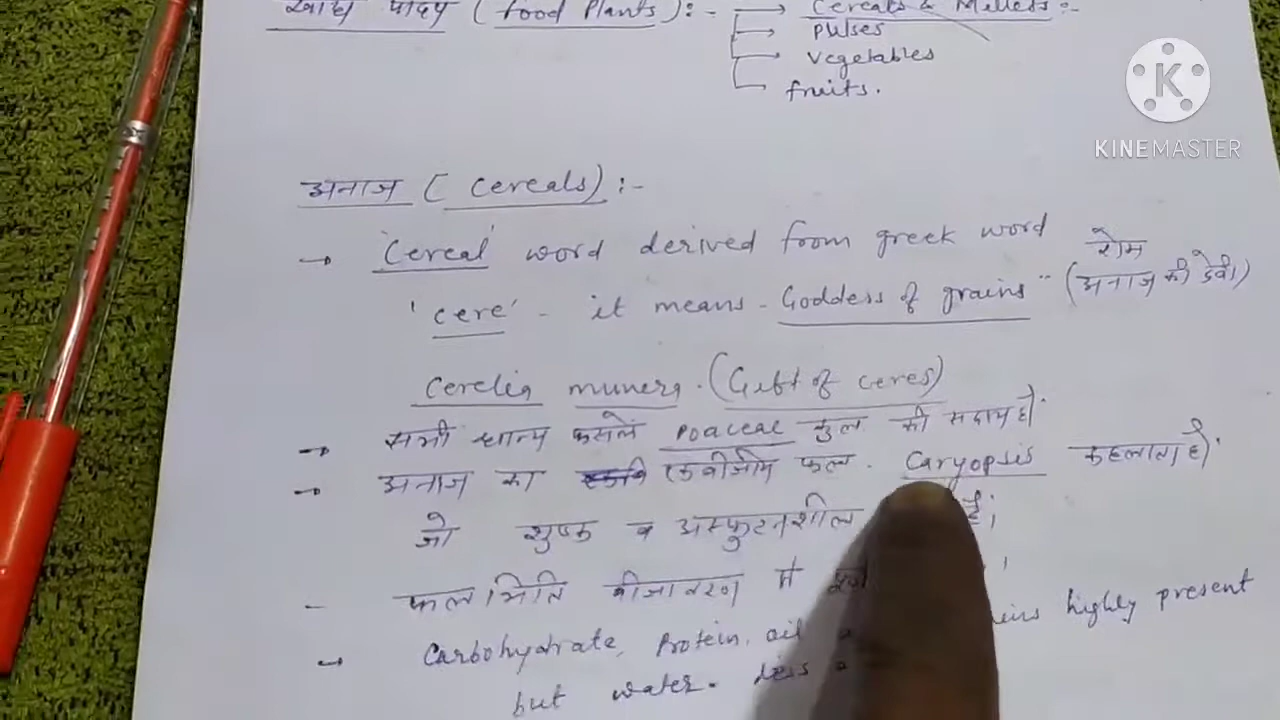 खाद्य पादप (food Plants) :- → Cereals & Millets :-
→ Pulses
→ vegetables
fruits.
K
KINEMASTER
अनाज ( Cereals) :-
→ 'Cereal' word derived from greek word
'cere' - it means - Goddess of grains" (रोम अनाज की देवी)
Cerelia munera. (Gift of ceres)
→ सभी धान्य फसलें Poaceae कुल की सदस्य है।
→ अनाज का एकबीजीय फल. Caryopsis कहलाता है।
जो शुष्क व अस्फुटनशील है।
- फलभिति बीजावरण में
→ Carbohydrate, Protein, oil highly present
but water. less